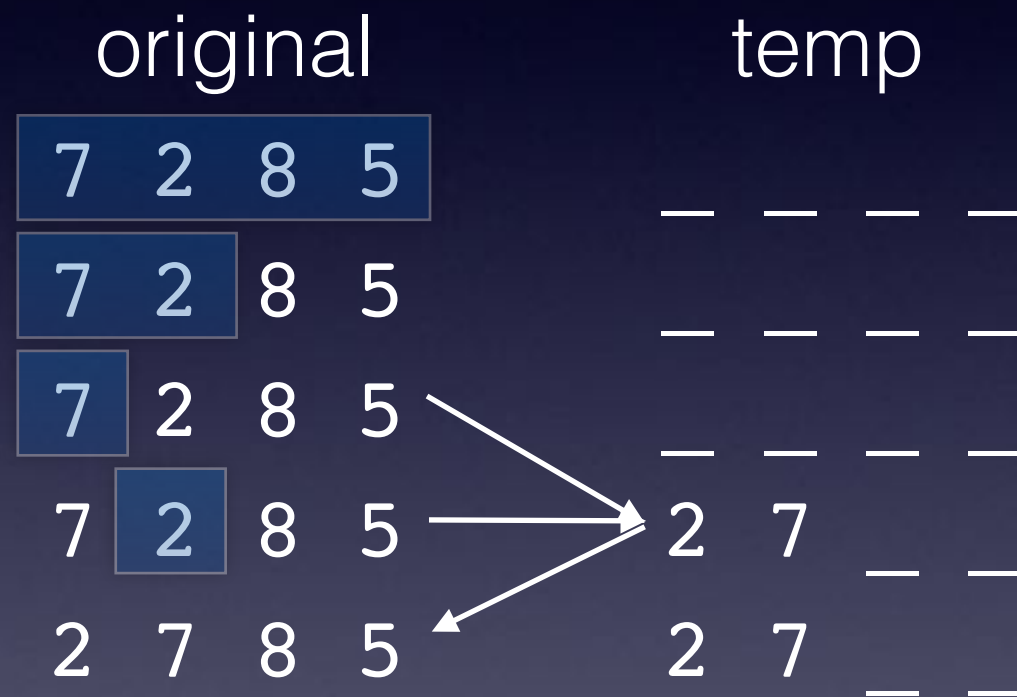 original temp
7 2 8 5 _ _ _ _
7 2 8 5 _ _ _ _
7 2 8 5 _ _ _ _
7 2 8 5 2 7 _ _
2 7 8 5 2 7 _ _